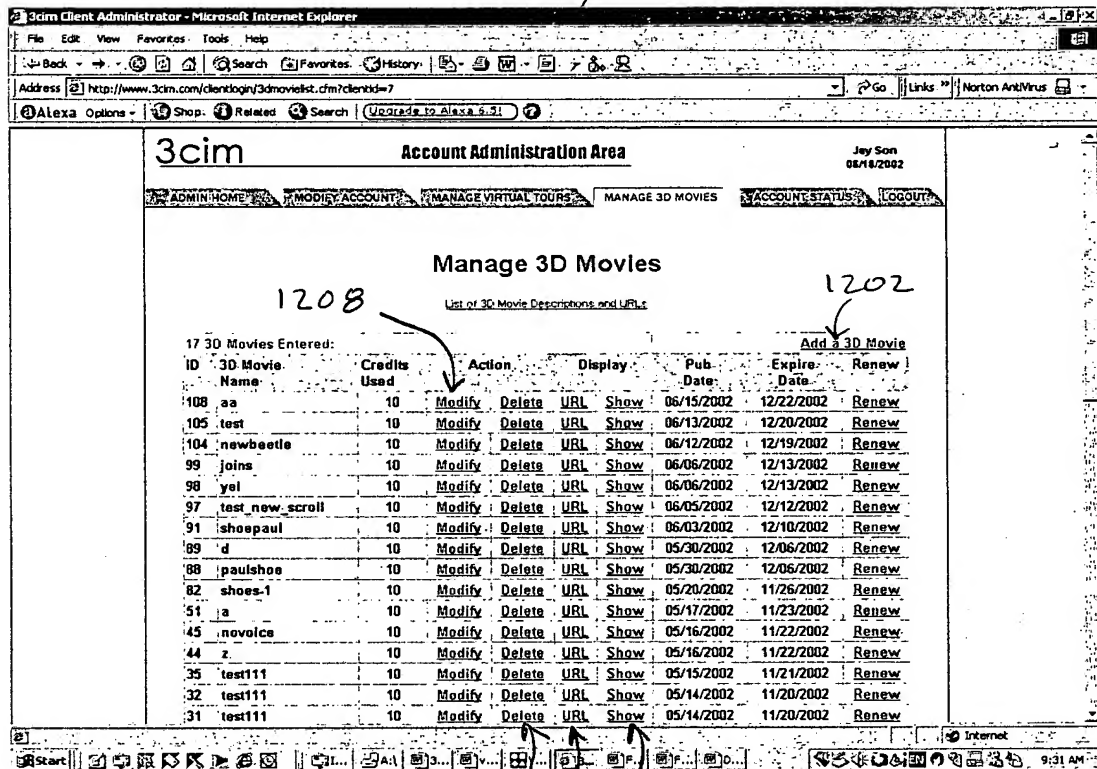 3cim Client Administrator - Microsoft Internet Explorer
File Edit View Favorites Tools Help
Back Search Favorites History
Address http://www.3cim.com/clientlogin/3dmovielist.cfm?clientid=7 Go Links » Norton AntiVirus
Alexa Options Shop: Related Search (Upgrade to Alexa 6.5!)
3cim Account Administration Area Jey Son
06/18/2002
ADMIN HOME MODIFY ACCOUNT MANAGE VIRTUAL TOURS MANAGE 3D MOVIES ACCOUNT STATUS LOGOUT
Manage 3D Movies
1208 List of 3D Movie Descriptions and URLs 1202
17 3D Movies Entered: Add a 3D Movie
ID 3D Movie Name Credits Used Action Display Pub Date Expire Date Renew
108 aa 10 Modify Delete URL Show 06/15/2002 12/22/2002 Renew
105 test 10 Modify Delete URL Show 06/13/2002 12/20/2002 Renew
104 newbeetle 10 Modify Delete URL Show 06/12/2002 12/19/2002 Renew
99 joins 10 Modify Delete URL Show 06/06/2002 12/13/2002 Renew
98 yel 10 Modify Delete URL Show 06/06/2002 12/13/2002 Renew
97 test_new_scroll 10 Modify Delete URL Show 06/05/2002 12/12/2002 Renew
91 shoepaul 10 Modify Delete URL Show 06/03/2002 12/10/2002 Renew
89 d 10 Modify Delete URL Show 05/30/2002 12/06/2002 Renew
88 paulshoe 10 Modify Delete URL Show 05/30/2002 12/06/2002 Renew
82 shoes-1 10 Modify Delete URL Show 05/20/2002 11/26/2002 Renew
51 a 10 Modify Delete URL Show 05/17/2002 11/23/2002 Renew
45 novoice 10 Modify Delete URL Show 05/16/2002 11/22/2002 Renew
44 z 10 Modify Delete URL Show 05/16/2002 11/22/2002 Renew
35 test111 10 Modify Delete URL Show 05/15/2002 11/21/2002 Renew
32 test111 10 Modify Delete URL Show 05/14/2002 11/20/2002 Renew
31 test111 10 Modify Delete URL Show 05/14/2002 11/20/2002 Renew
Internet
Start A:\ 9:31 AM